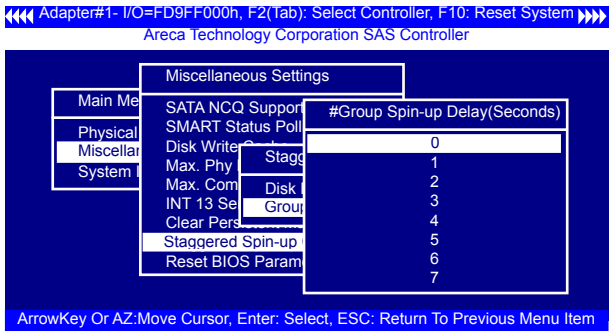 Adapter#1- I/O=FD9FF000h, F2(Tab): Select Controller, F10: Reset System
Areca Technology Corporation SAS Controller
Main Me
Physical
Miscellan
System I
Miscellaneous Settings
SATA NCQ Support
SMART Status Poll
Disk Write Cache
Max. Phy
Max. Com
INT 13 Se
Clear Persistent
Staggered Spin-up
Reset BIOS Param
Stagg
Disk
Group
#Group Spin-up Delay(Seconds)
0
1
2
3
4
5
6
7
ArrowKey Or AZ:Move Cursor, Enter: Select, ESC: Return To Previous Menu Item